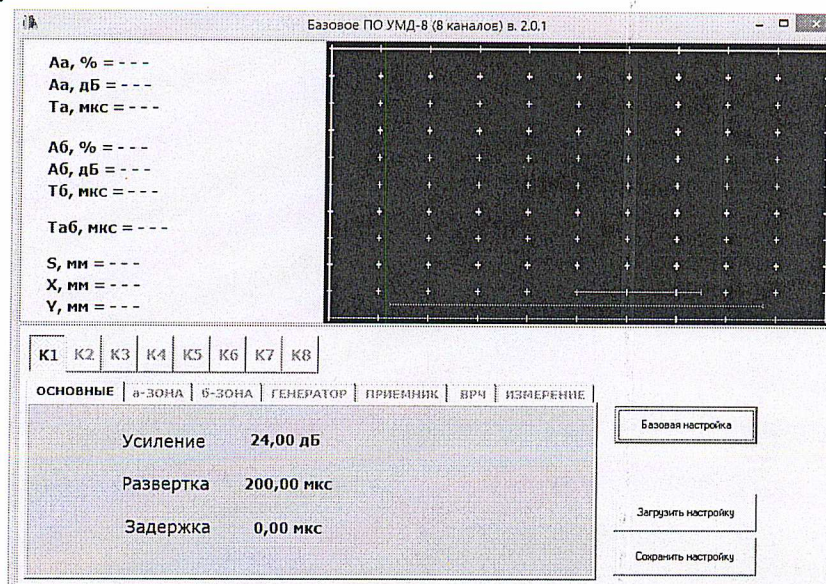 Базовое ПО УМД-8 (8 каналов) в. 2.0.1
Аа, % = - - -
Аа, дБ = - - -
Та, мкс = - - -
Аб, % = - - -
Аб, дБ = - - -
Тб, мкс = - - -
Таб, мкс = - - -
S, мм = - - -
X, мм = - - -
Y, мм = - - -
К1 К2 К3 К4 К5 К6 К7 К8
ОСНОВНЫЕ а-ЗОНА б-ЗОНА ГЕНЕРАТОР ПРИЕМНИК ВРЧ ИЗМЕРЕНИЕ
Усиление 24,00 дБ
Развертка 200,00 мкс
Задержка 0,00 мкс
Базовая настройка
Загрузить настройку
Сохранить настройку